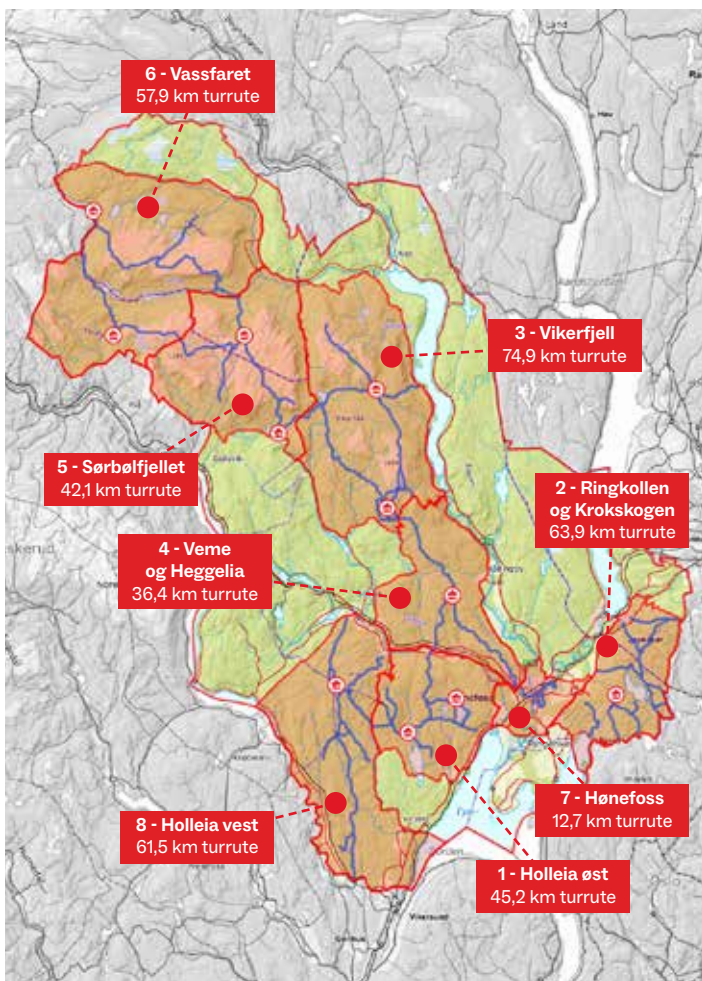 6 - Vassfaret
57,9 km turrute
3 - Vikerfjell
74,9 km turrute
5 - Sørbølfjellet
42,1 km turrute
2 - Ringkollen
og Krokskogen
63,9 km turrute
4 - Veme
og Heggelia
36,4 km turrute
7 - Hønefoss
12,7 km turrute
8 - Holleia vest
61,5 km turrute
1 - Holleia øst
45,2 km turrute
Vikersund